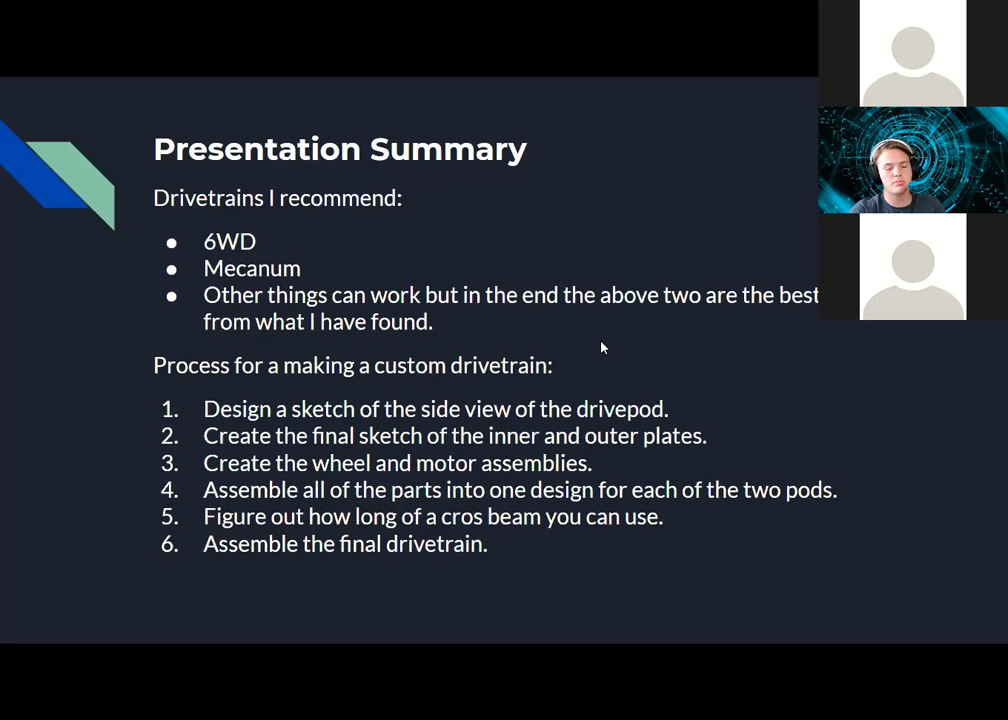 Presentation Summary
Drivetrains I recommend:
● 6WD
● Mecanum
● Other things can work but in the end the above two are the best
from what I have found.
Process for a making a custom drivetrain:
1. Design a sketch of the side view of the drivepod.
2. Create the final sketch of the inner and outer plates.
3. Create the wheel and motor assemblies.
4. Assemble all of the parts into one design for each of the two pods.
5. Figure out how long of a cros beam you can use.
6. Assemble the final drivetrain.